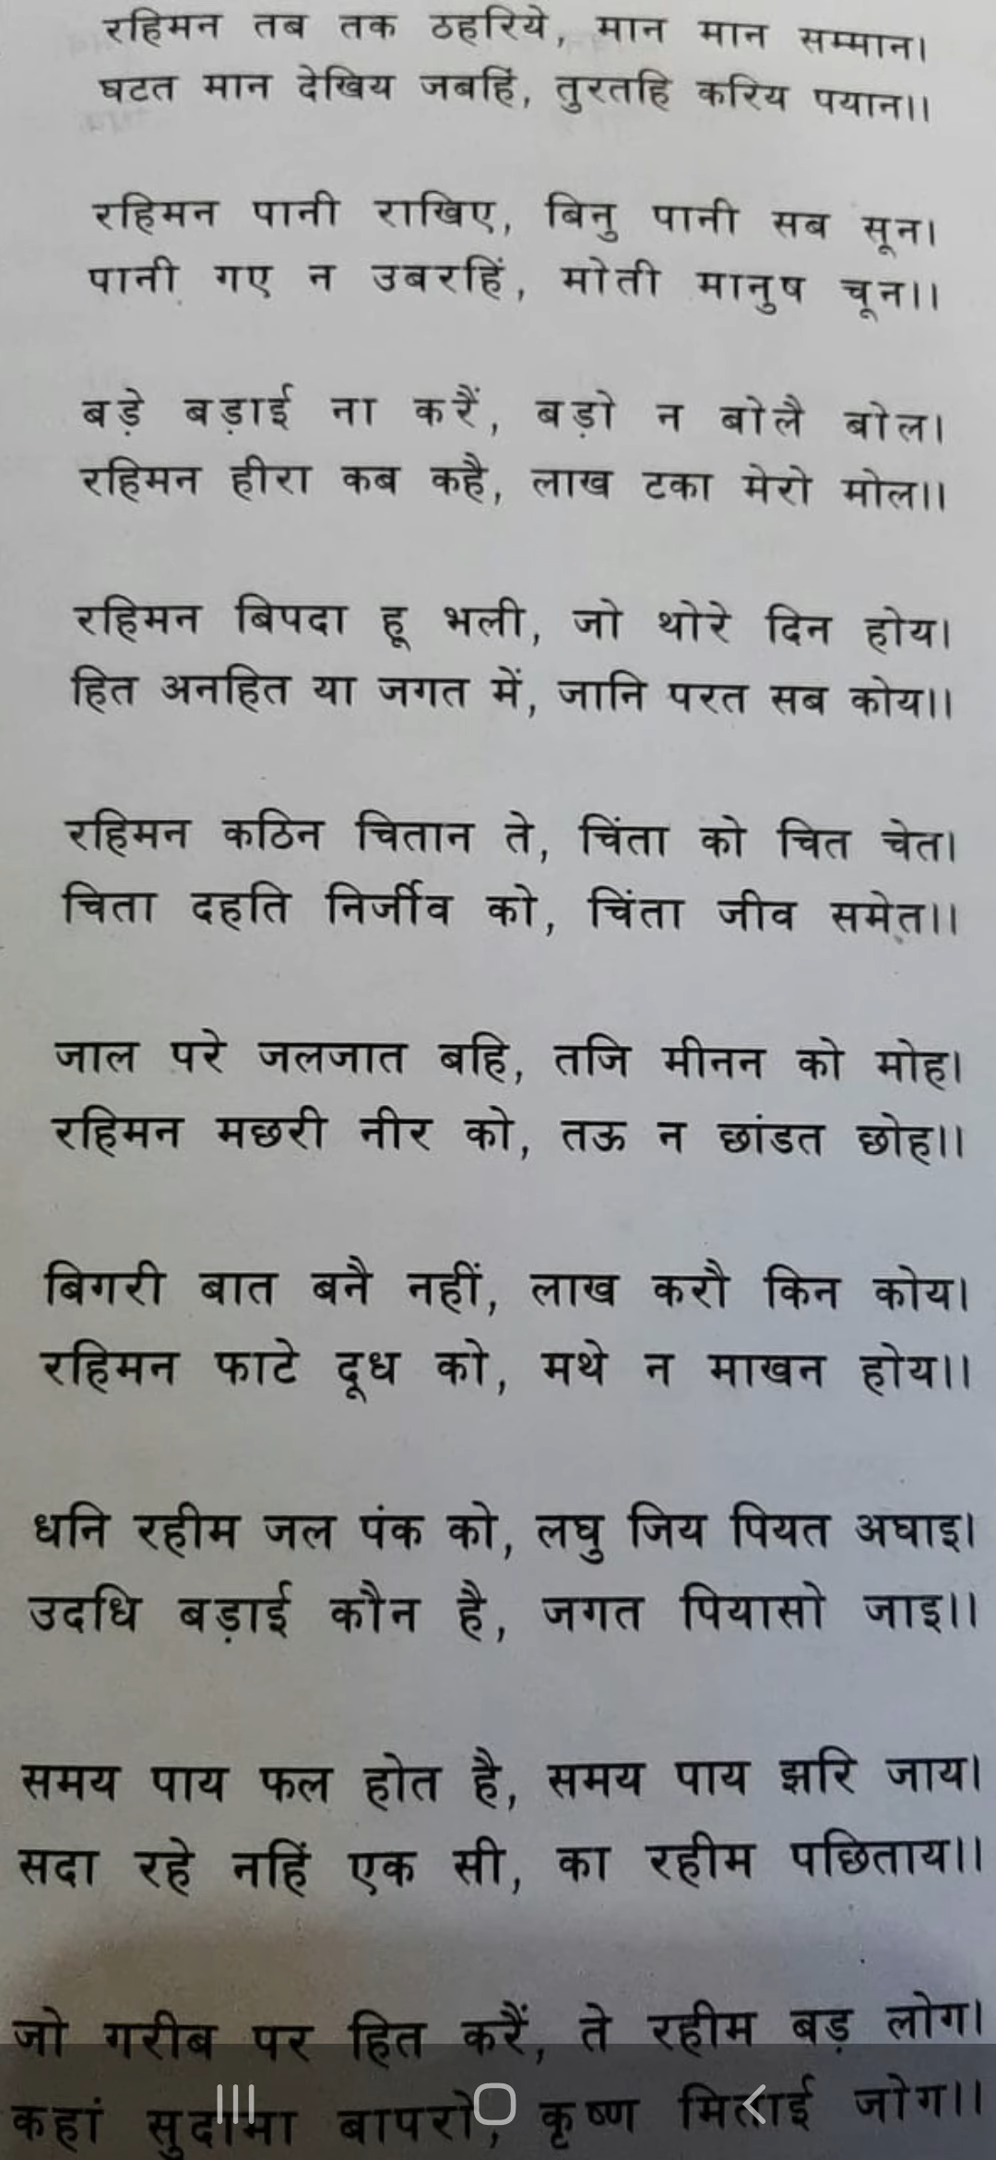 रहिमन तब तक ठहरिये, मान मान सम्मान।
घटत मान देखिय जबहिं, तुरतहि करिय पयान।।
रहिमन पानी राखिए, बिनु पानी सब सून।
पानी गए न उबरहिं, मोती मानुष चून।।
बड़े बड़ाई ना करैं, बड़ो न बोलै बोल।
रहिमन हीरा कब कहै, लाख टका मेरो मोल।।
रहिमन बिपदा हू भली, जो थोरे दिन होय।
हित अनहित या जगत में, जानि परत सब कोय।।
रहिमन कठिन चितान ते, चिंता को चित चेत।
चिता दहति निर्जीव को, चिंता जीव समेत।।
जाल परे जलजात बहि, तजि मीनन को मोह।
रहिमन मछरी नीर को, तऊ न छांडत छोह।।
बिगरी बात बनै नहीं, लाख करौ किन कोय।
रहिमन फाटे दूध को, मथे न माखन होय।।
धनि रहीम जल पंक को, लघु जिय पियत अघाइ।
उदधि बड़ाई कौन है, जगत पियासो जाइ।।
समय पाय फल होत है, समय पाय झरि जाय।
सदा रहे नहिं एक सी, का रहीम पछिताय।।
जो गरीब पर हित करैं, ते रहीम बड़ लोग।
कहां सुदामा बापरो, कृष्ण मिताई जोग।।